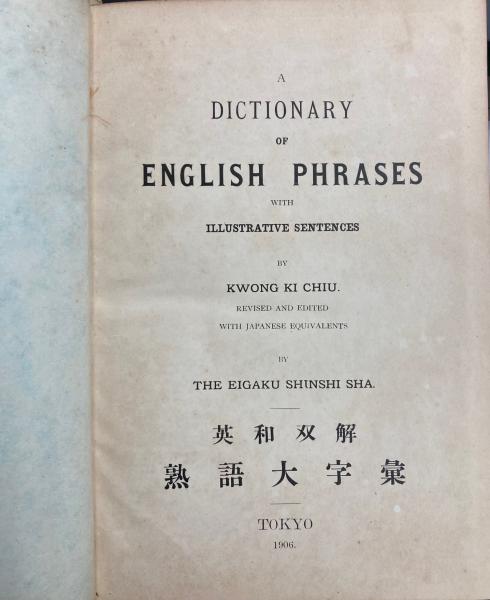 A
DICTIONARY
OF
ENGLISH PHRASES
WITH
ILLUSTRATIVE SENTENCES
BY
KWONG KI CHIU.
REVISED AND EDITED
WITH JAPANESE EQUIVALENTS
BY
THE EIGAKU SHINSHI SHA.
英和双解
熟語大字彙
TOKYO
1906.